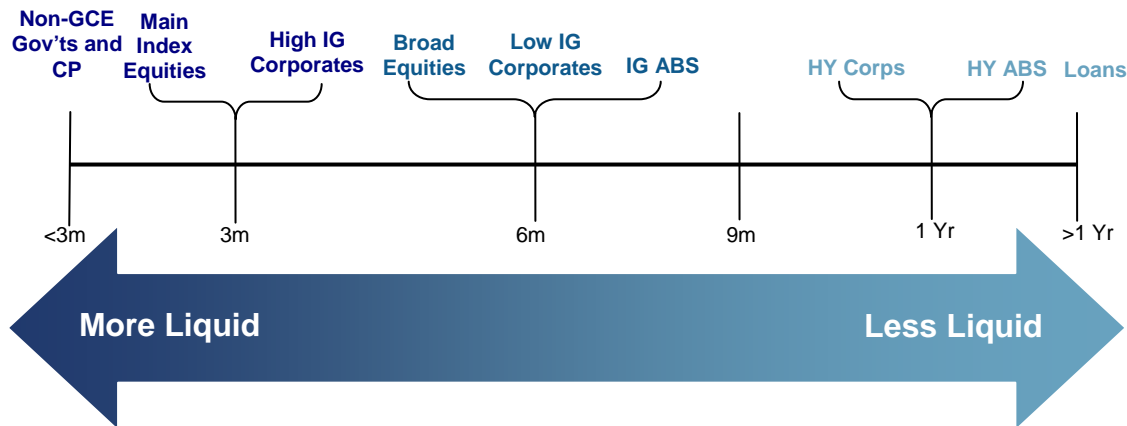 Non-GCE
Gov’ts and
CP
Main
Index
Equities
High IG
Corporates
Broad
Equities
Low IG
Corporates
IG ABS
HY Corps
HY ABS
Loans
<3m
3m
6m
9m
1 Yr
>1 Yr
More Liquid
Less Liquid